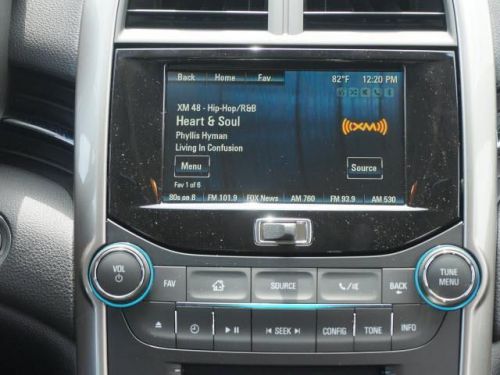 Back Home Fav 82°F 12:20 PM
XM 48 - Hip-Hop/R&B
Heart & Soul
Phyllis Hyman
Living In Confusion
XM
Menu Source
Fav 1 of 6
80s on 8 FM 101.9 FOX News AM 760 FM 93.9 AM 530
VOL
FAV SOURCE BACK
TUNE
MENU
SEEK CONFIG TONE INFO